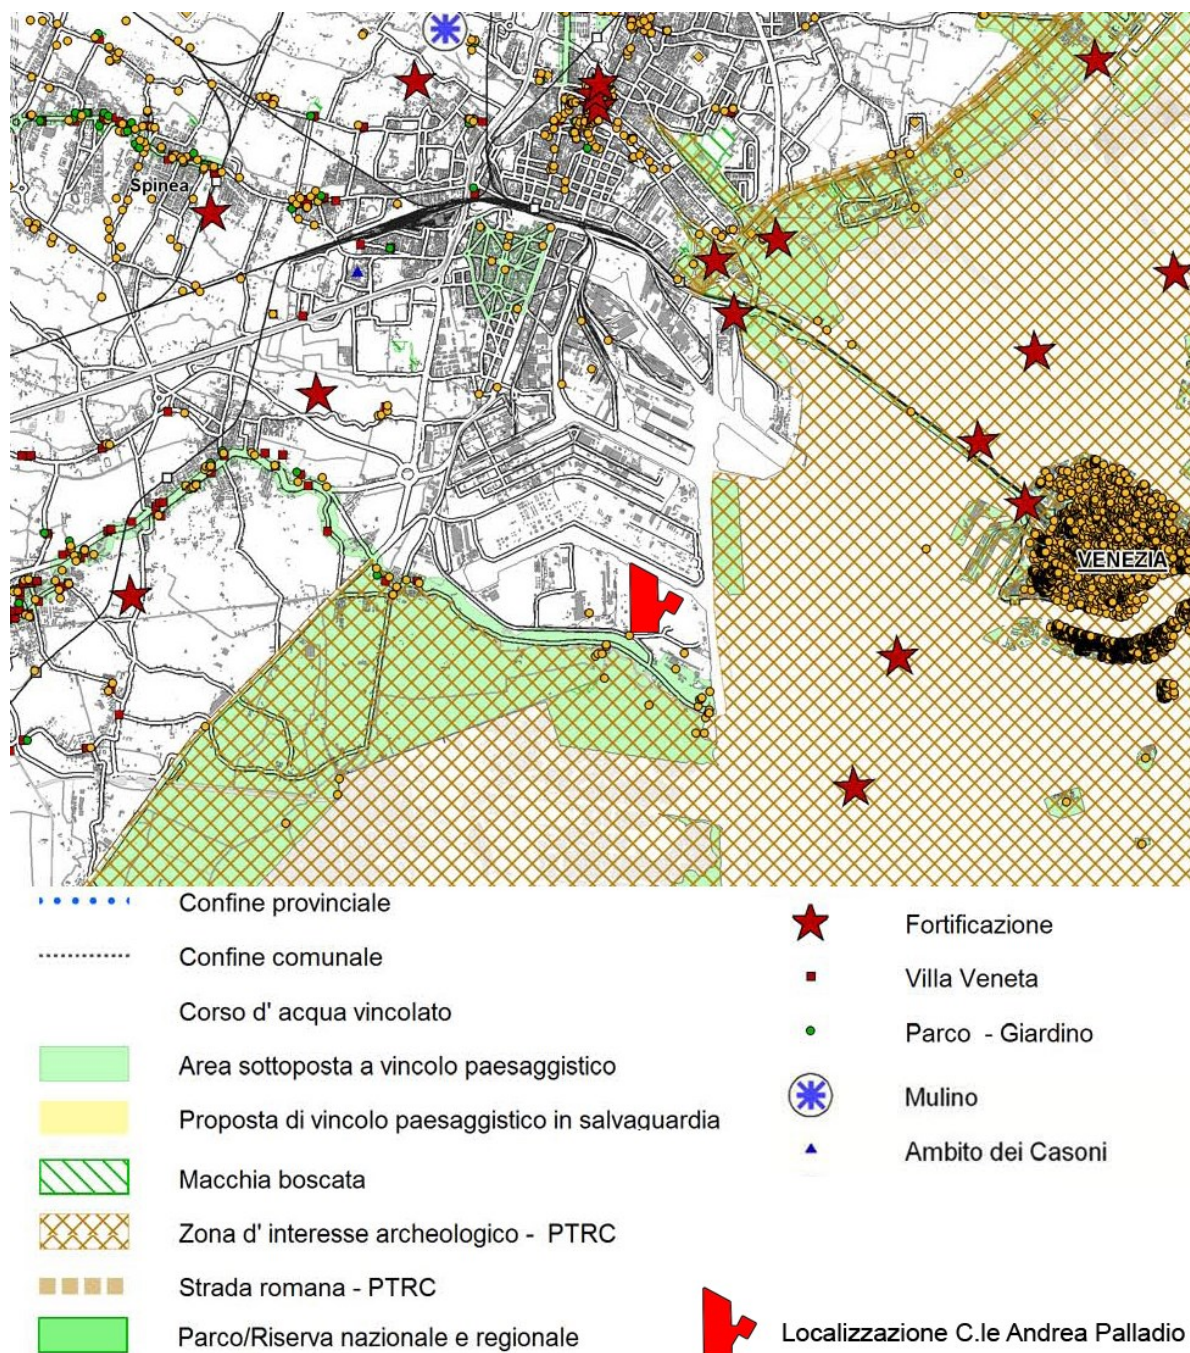 Spinea
VENEZIA
Confine provinciale
Confine comunale
Corso d' acqua vincolato
Area sottoposta a vincolo paesaggistico
Proposta di vincolo paesaggistico in salvaguardia
Macchia boscata
Zona d' interesse archeologico - PTRC
Strada romana - PTRC
Parco/Riserva nazionale e regionale
Fortificazione
Villa Veneta
Parco - Giardino
Mulino
Ambito dei Casoni
Localizzazione C.le Andrea Palladio